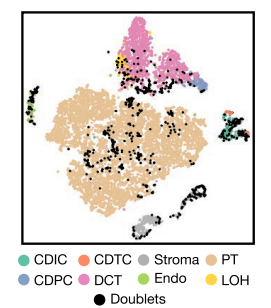 CDIC CDTC Stroma PT
CDPC DCT Endo LOH
Doublets